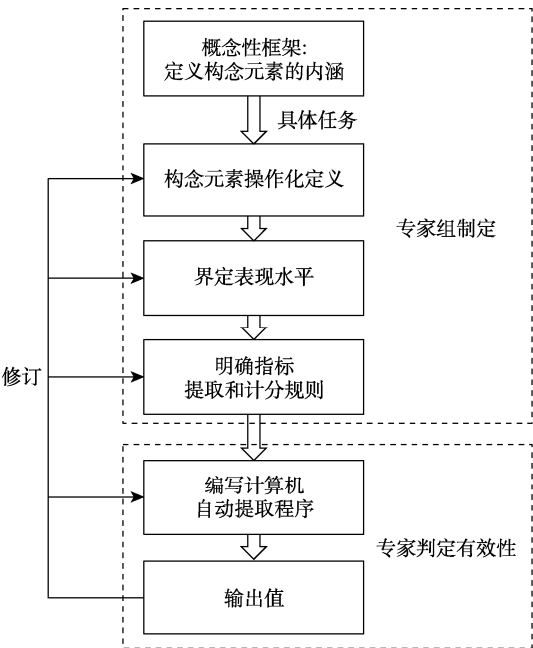 概念性框架:
定义构念元素的内涵
具体任务
构念元素操作化定义
专家组制定
界定表现水平
明确指标
提取和计分规则
修订
编写计算机
自动提取程序
专家判定有效性
输出值